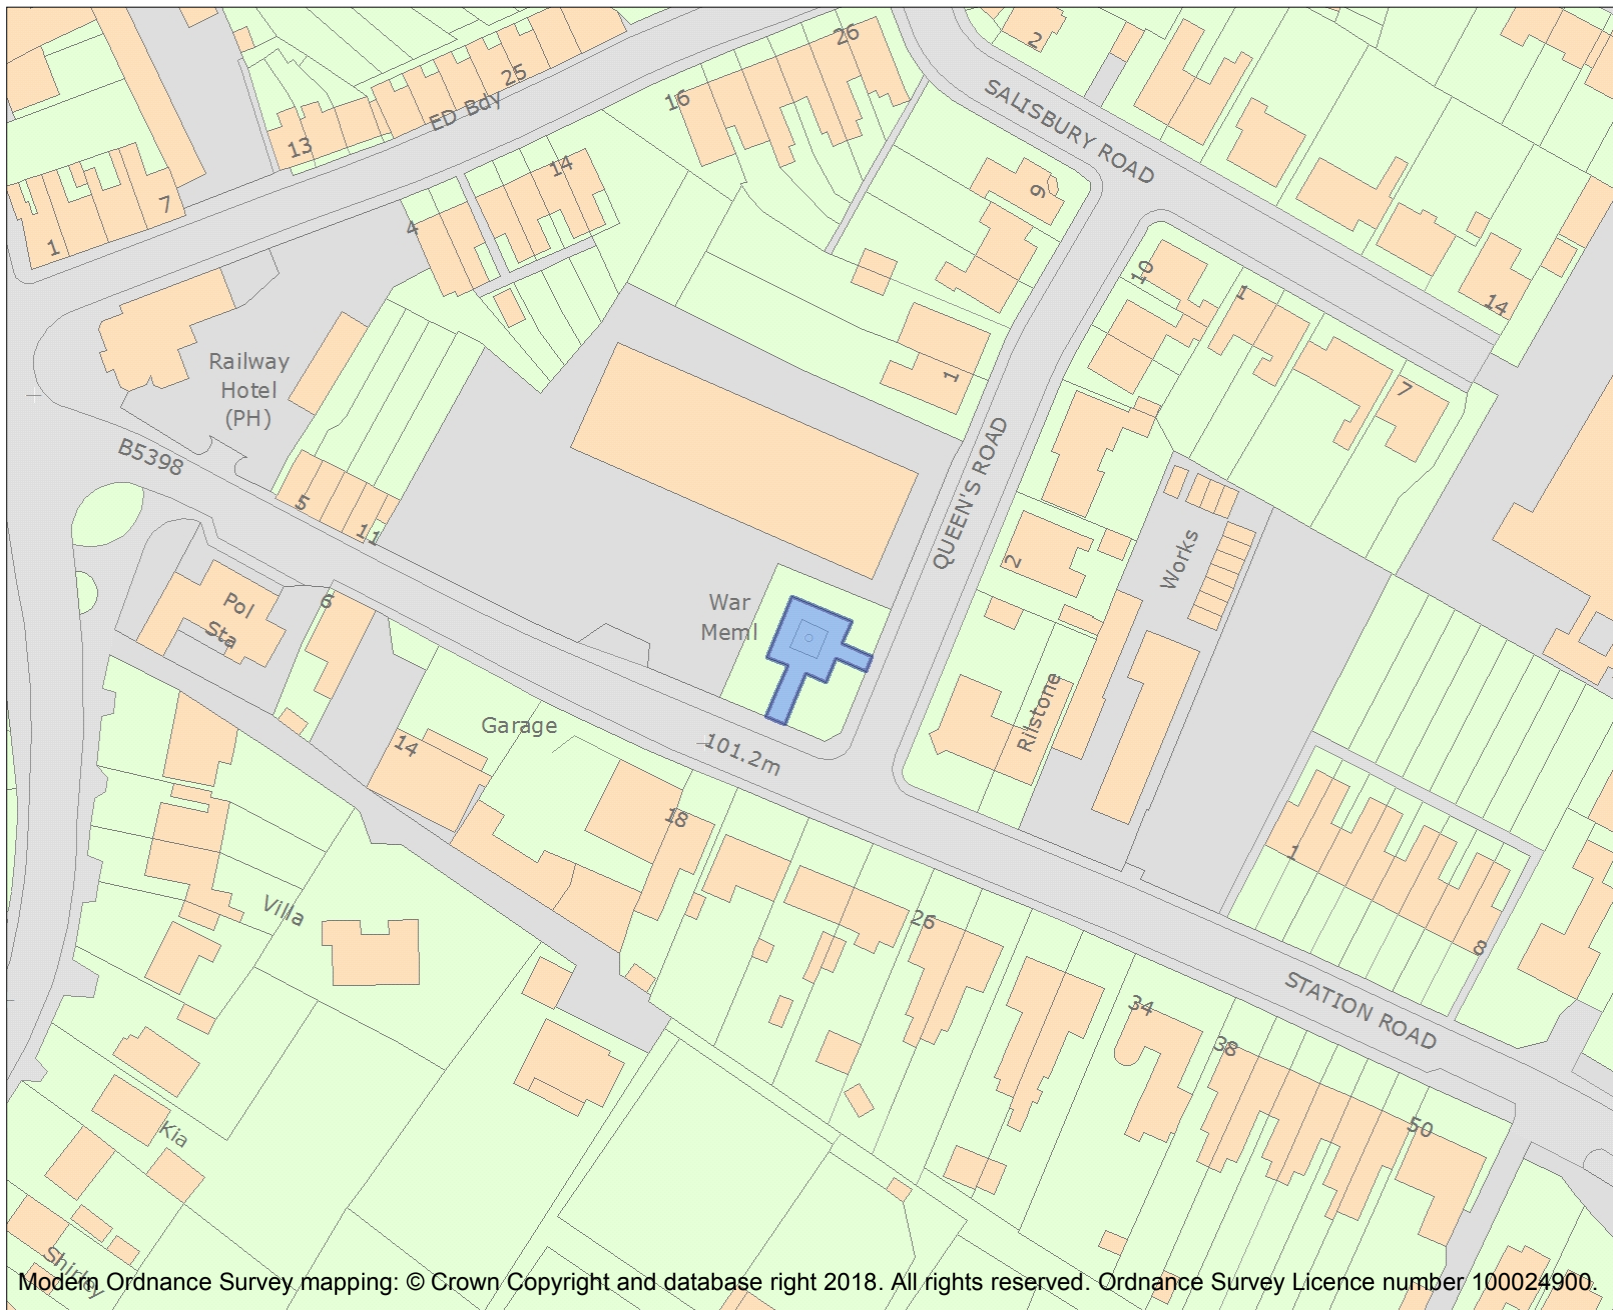 26
2
SALISBURY ROAD
25
ED Bdy
16
13
14
9
7
4
1
10
1
14
Railway
Hotel
(PH)
1
7
B5398
QUEEN'S ROAD
5
11
2
Works
War
Meml
Pol
Sta
6
Rilstone
Garage
14
101.2m
18
1
Villa
26
8
STATION ROAD
34
38
50
Kia
Shirley
Modern Ordnance Survey mapping: © Crown Copyright and database right 2018. All rights reserved. Ordnance Survey Licence number 100024900.